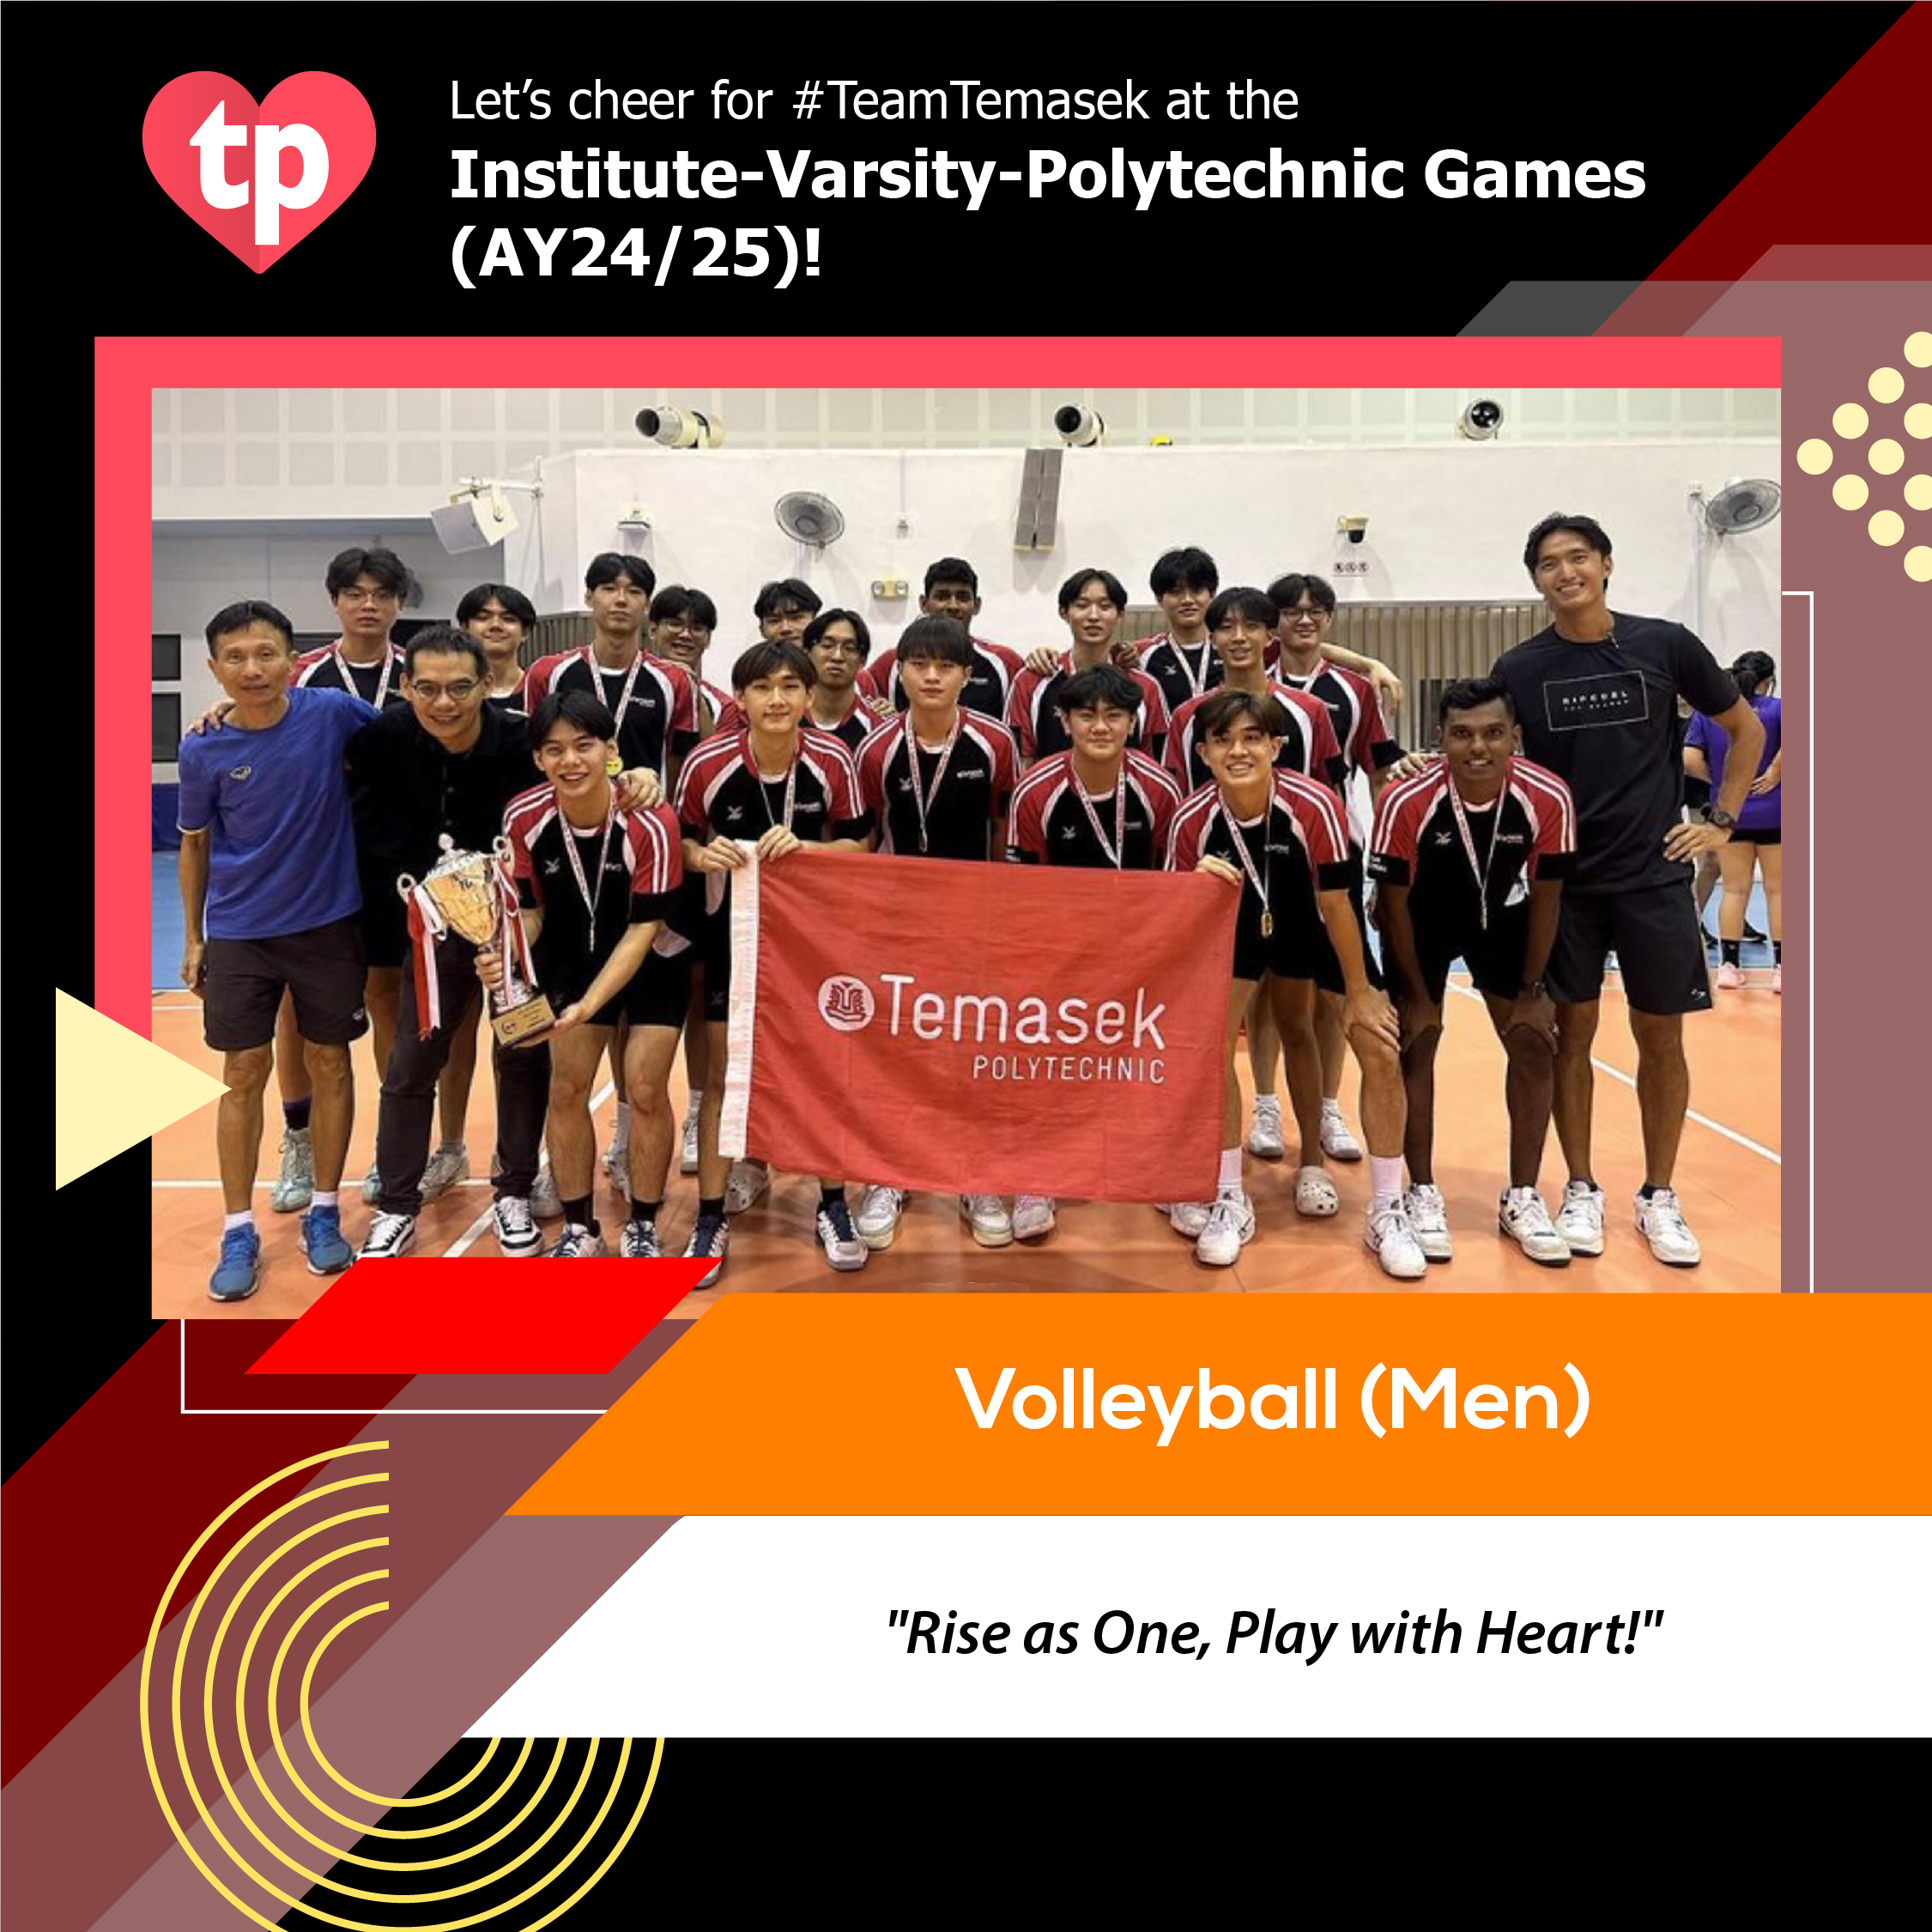 tp
Let's cheer for #TeamTemasek at the
Institute-Varsity-Polytechnic Games
(AY24/25)!
RIPCURL
Temasek
POLYTECHNIC
Volleyball (Men)
"Rise as One, Play with Heart!"